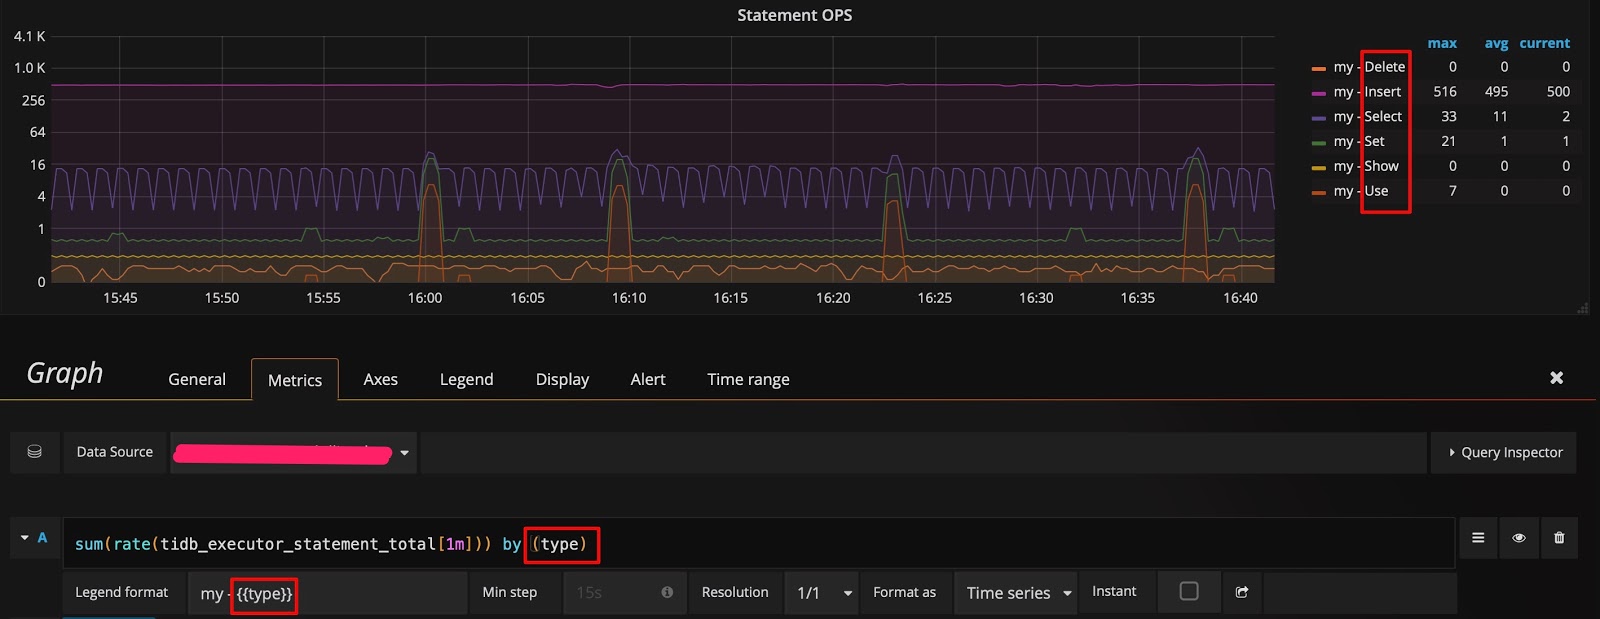 Statement OPS
4.1 K
1.0 K
256
64
16
4
1
0
15:45 15:50 15:55 16:00 16:05 16:10 16:15 16:20 16:25 16:30 16:35 16:40
max avg current
my - Delete 0 0 0
my - Insert 516 495 500
my - Select 33 11 2
my - Set 21 1 1
my - Show 0 0 0
my - Use 7 0 0
Graph General Metrics Axes Legend Display Alert Time range
Data Source Query Inspector
A sum(rate(tidb_executor_statement_total[1m])) by (type)
Legend format my - {{type}} Min step 15s Resolution 1/1 Format as Time series Instant